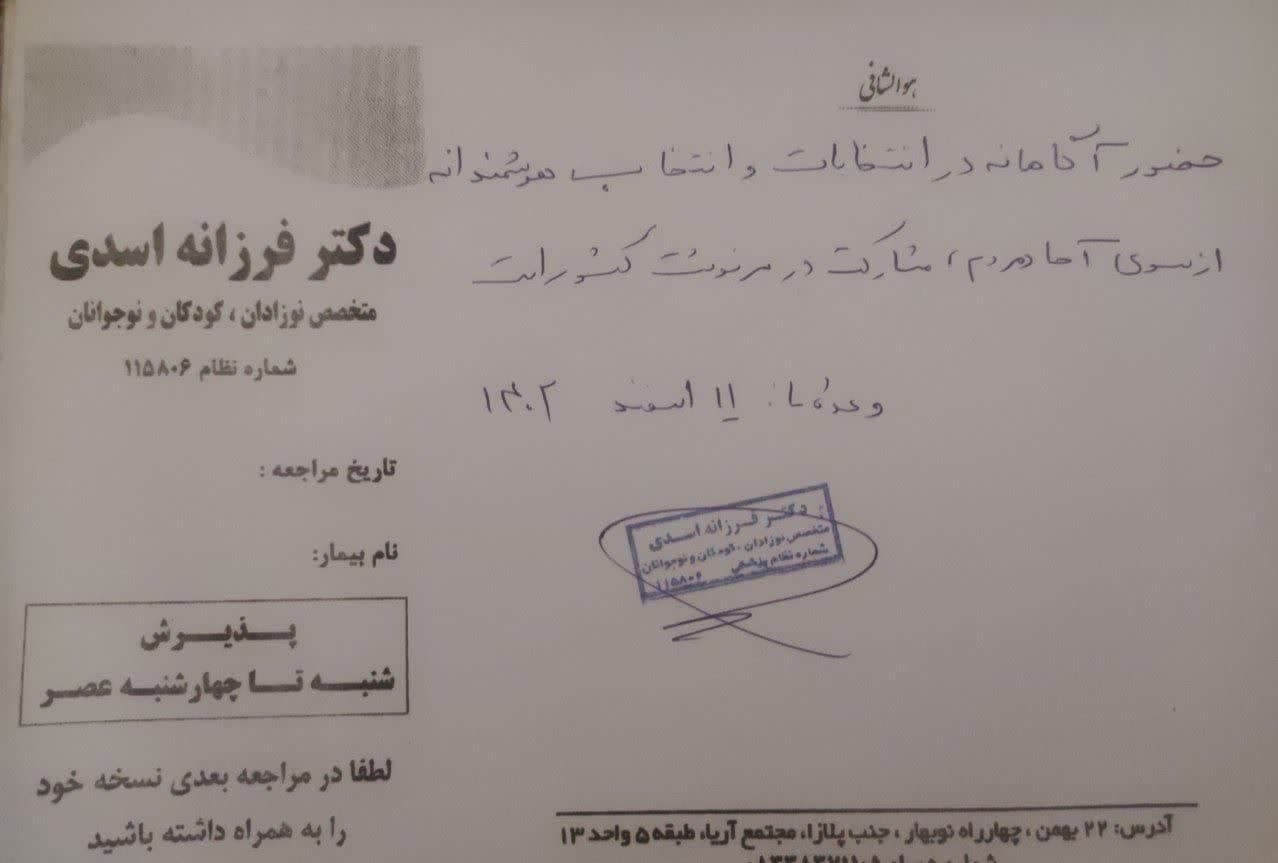 هوالشافی
حضور آگاهانه در انتخابات و انتخاب هوشمندانه
از سوی آحاد مردم، مشارکت در سرنوشت کشور است
وعده ما: ۱۱ اسفند ۱۴۰۲
دکتر فرزانه اسدی
متخصص نوزادان، کودکان و نوجوانان
شماره نظام ۱۱۵۸۰۶
تاریخ مراجعه:
نام بیمار:
پذیرش
شنبه تا چهارشنبه عصر
لطفا در مراجعه بعدی نسخه خود
را به همراه داشته باشید
دکتر فرزانه اسدی
متخصص نوزادان، کودکان و نوجوانان
شماره نظام پزشکی ۱۱۵۸۰۶
آدرس: ۲۲ بهمن، چهارراه نوبهار، جنب پلازا، مجتمع آریا، طبقه ۵ واحد ۱۳